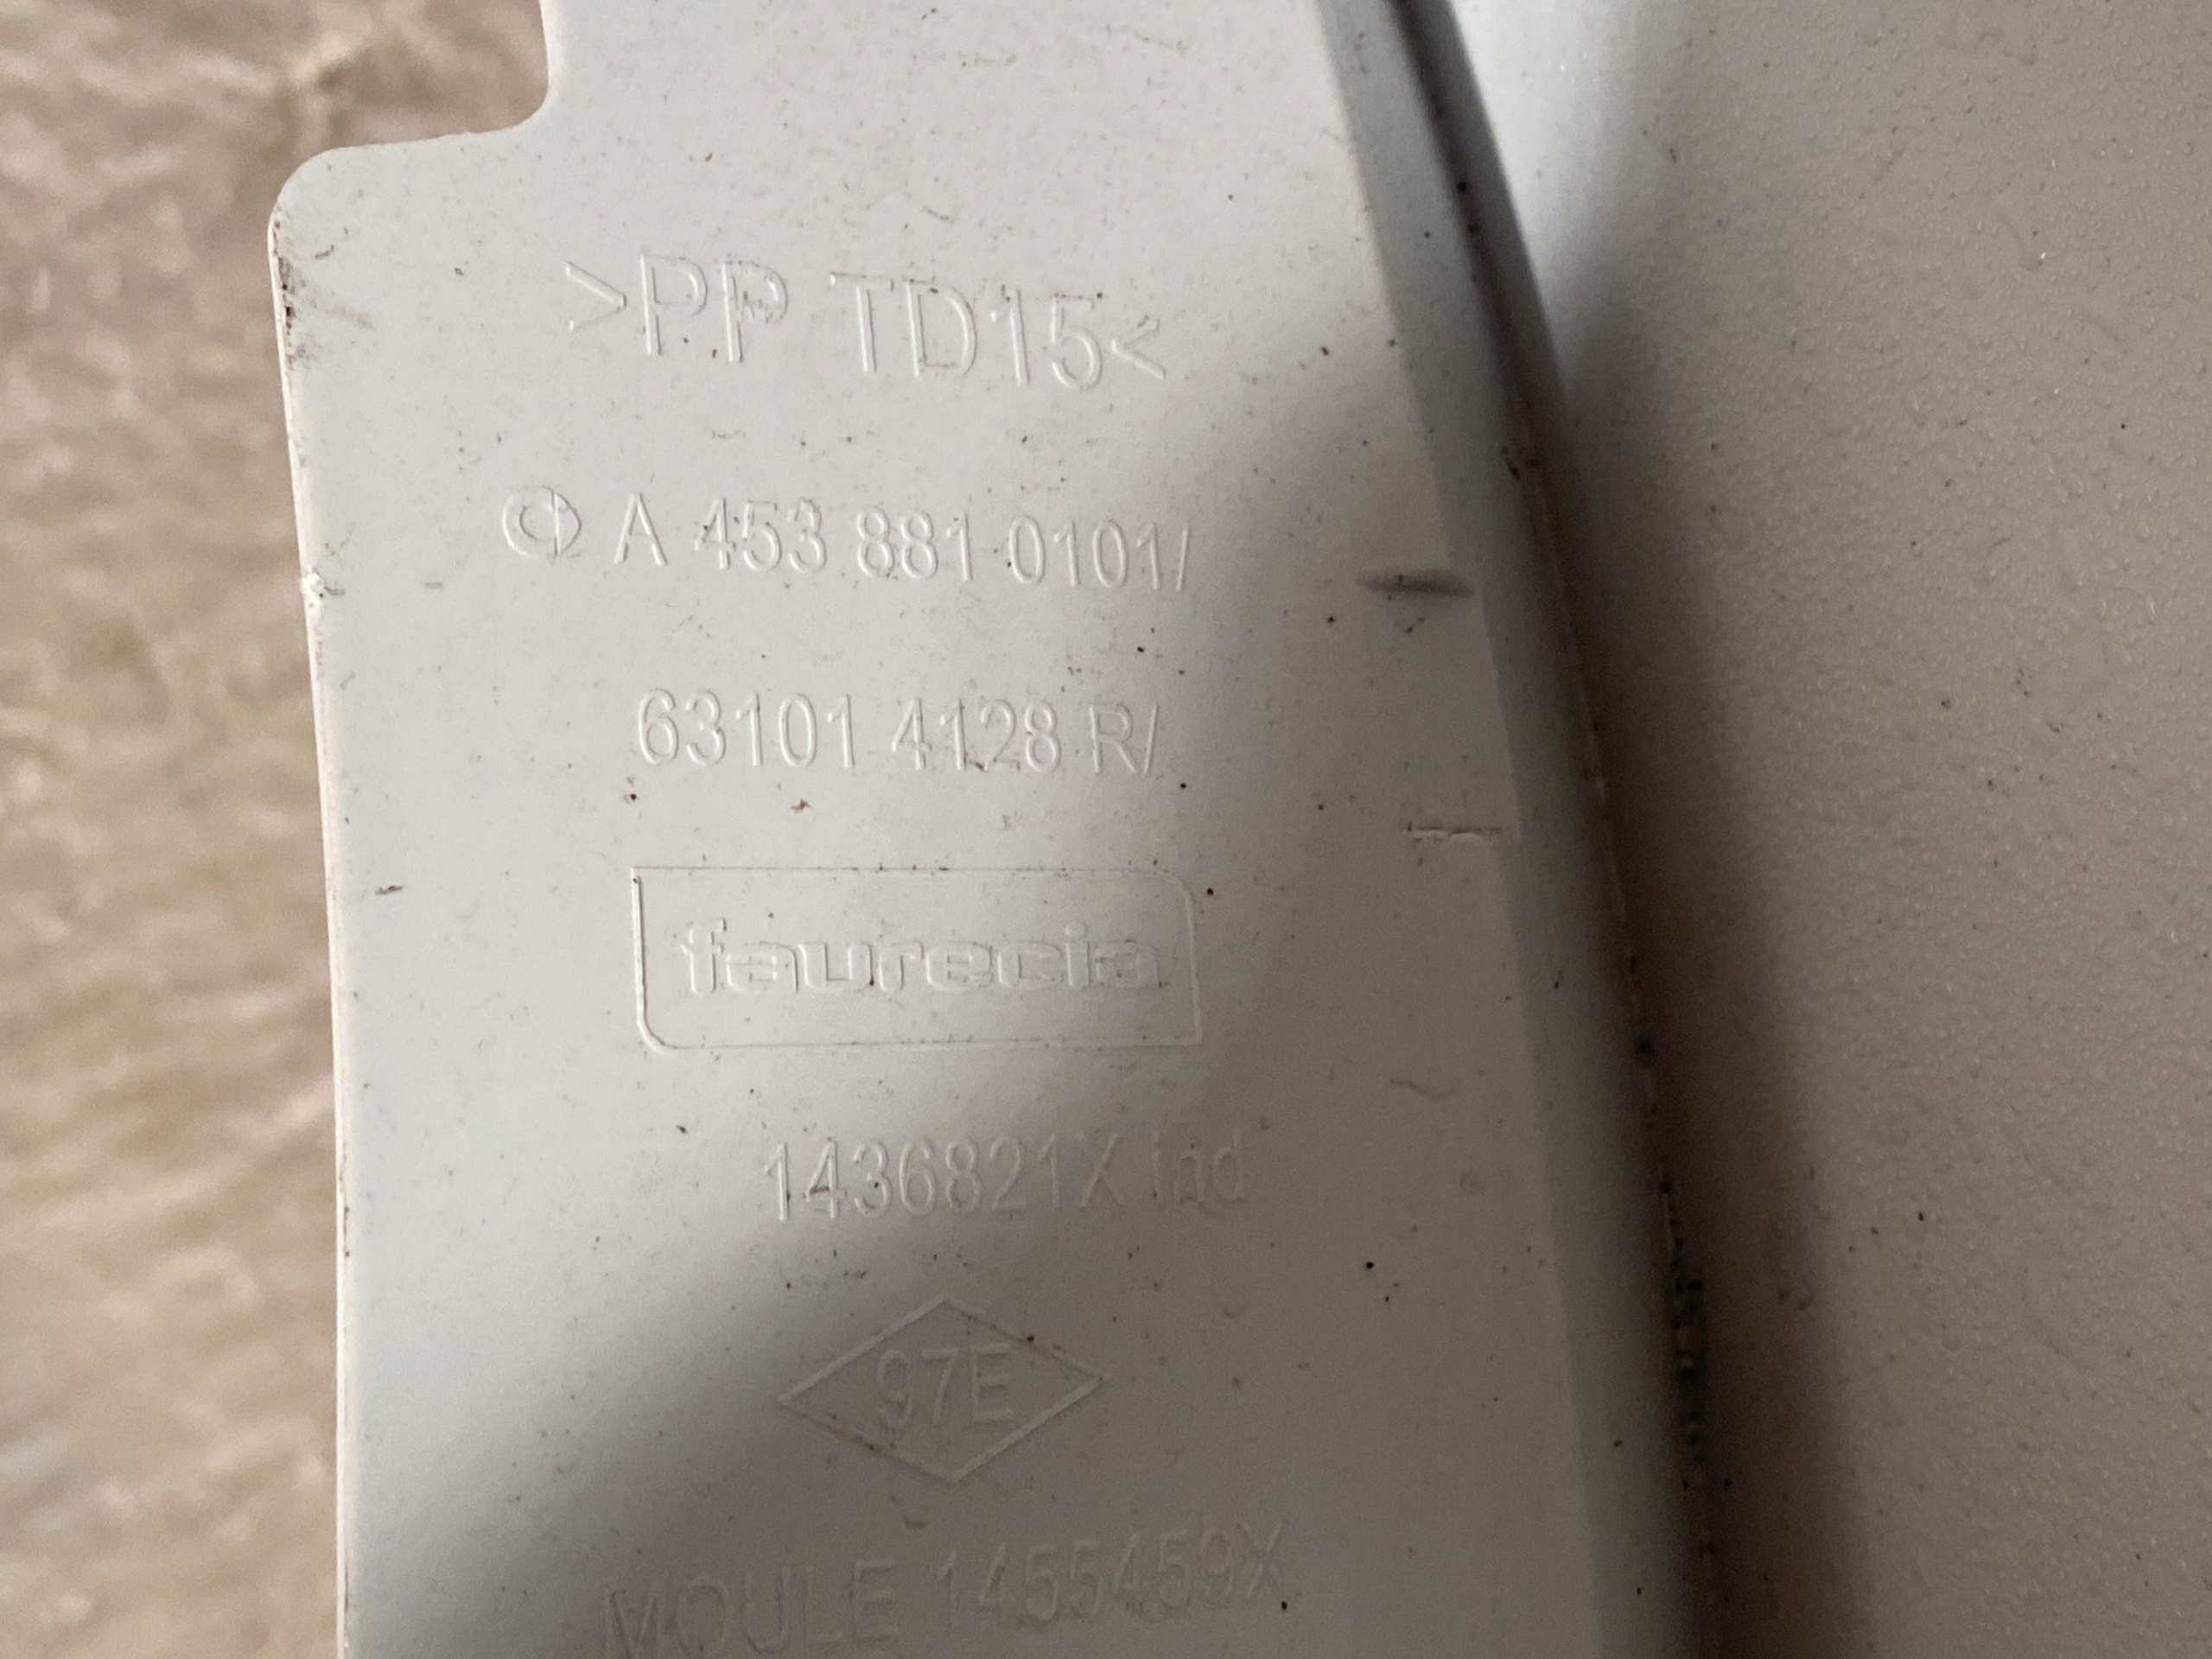 >PP TD15<
A 453 881 0101/
63101 4128 R/
faurecia
1436821X ind
97E
MOULE 1455459X